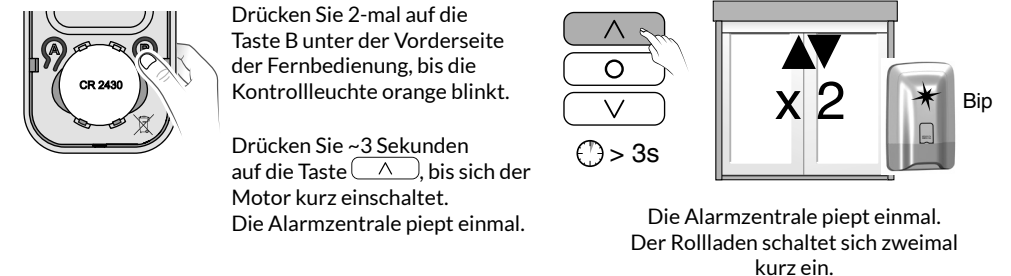 A
B
CR 2430
Drücken Sie 2-mal auf die
Taste B unter der Vorderseite
der Fernbedienung, bis die
Kontrollleuchte orange blinkt.
Drücken Sie ~3 Sekunden
auf die Taste , bis sich der
Motor kurz einschaltet.
Die Alarmzentrale piept einmal.
> 3s
x 2
Bip
Die Alarmzentrale piept einmal.
Der Rollladen schaltet sich zweimal
kurz ein.